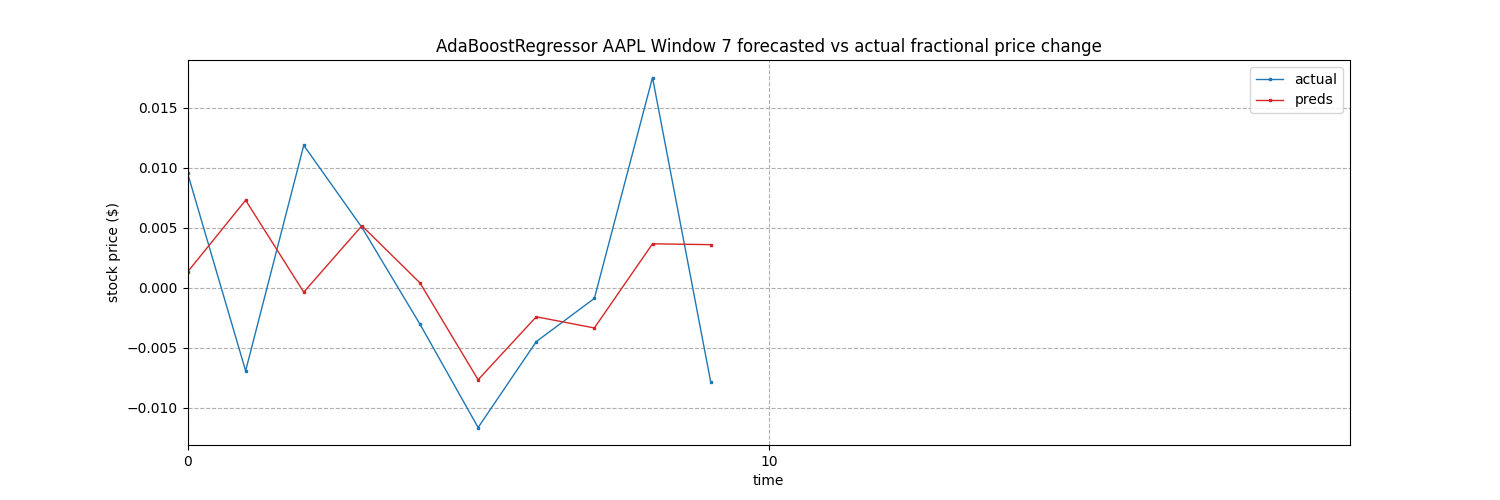 AdaBoostRegressor AAPL Window 7 forecasted vs actual fractional price change
actual
preds
0.015
0.010
0.005
0.000
−0.005
−0.010
stock price ($)
0
10
time